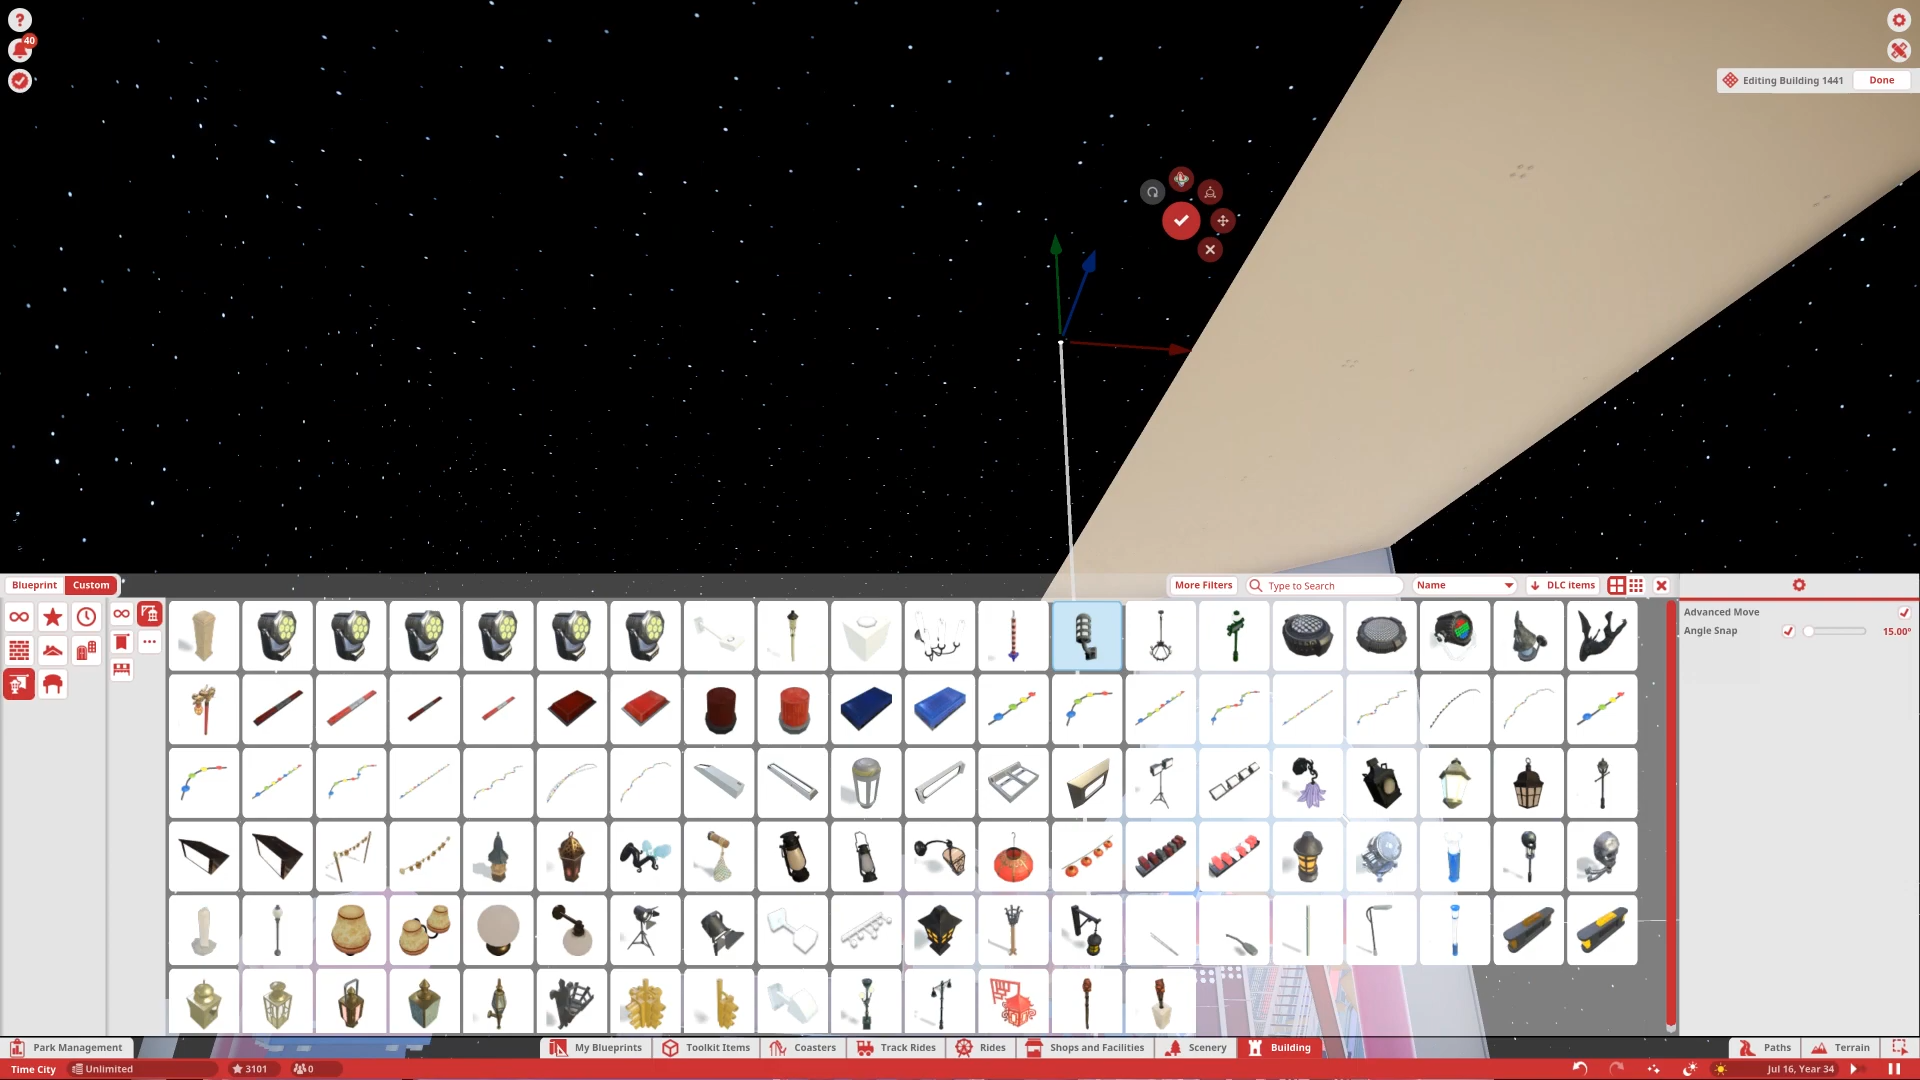 ?
40
Editing Building 1441
Done
Blueprint
Custom
More Filters
Type to Search
Name
DLC items
Advanced Move
Angle Snap
15.00°
Park Management
My Blueprints
Toolkit Items
Coasters
Track Rides
Rides
Shops and Facilities
Scenery
Building
Paths
Terrain
Time City
Unlimited
3101
0
Jul 16, Year 34